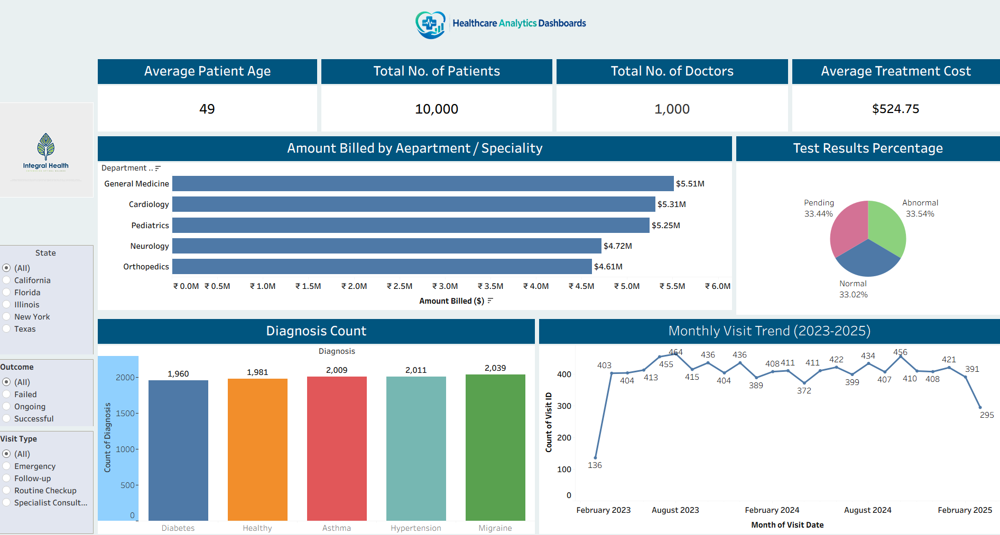 Healthcare Analytics Dashboards
Average Patient Age
49
Total No. of Patients
10,000
Total No. of Doctors
1,000
Average Treatment Cost
$524.75
Integral Health
State
(All)
California
Florida
Illinois
New York
Texas
Outcome
(All)
Failed
Ongoing
Successful
Visit Type
(All)
Emergency
Follow-up
Routine Checkup
Specialist Consult...
Amount Billed by Aepartment / Speciality
Department ..
General Medicine $5.51M
Cardiology $5.31M
Pediatrics $5.25M
Neurology $4.72M
Orthopedics $4.61M
₹ 0.0M ₹ 0.5M ₹ 1.0M ₹ 1.5M ₹ 2.0M ₹ 2.5M ₹ 3.0M ₹ 3.5M ₹ 4.0M ₹ 4.5M ₹ 5.0M ₹ 5.5M ₹ 6.0M
Amount Billed ($)
Test Results Percentage
Pending
33.44%
Abnormal
33.54%
Normal
33.02%
Diagnosis Count
Diagnosis
Count of Diagnosis
2000
1500
1000
500
0
1,960 1,981 2,009 2,011 2,039
Diabetes Healthy Asthma Hypertension Migraine
Monthly Visit Trend (2023-2025)
Count of Visit ID
400
300
200
100
0
136 403 404 413 455 464 415 436 404 436 389 408 411 372 411 422 399 434 407 456 410 408 421 391 295
February 2023 August 2023 February 2024 August 2024 February 2025
Month of Visit Date